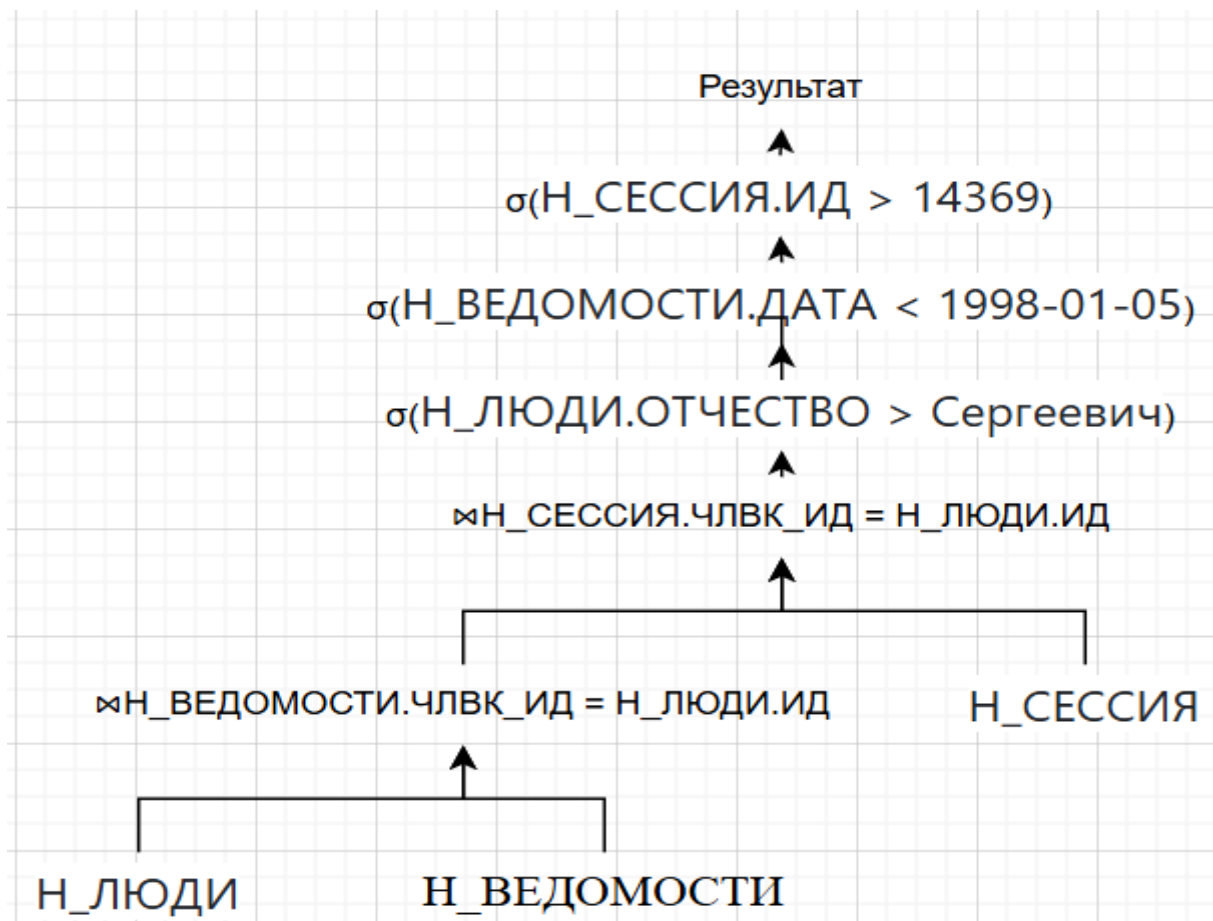 Результат
σ(Н_СЕССИЯ.ИД > 14369)
σ(Н_ВЕДОМОСТИ.ДАТА < 1998-01-05)
σ(Н_ЛЮДИ.ОТЧЕСТВО > Сергеевич)
⋈Н_СЕССИЯ.ЧЛВК_ИД = Н_ЛЮДИ.ИД
⋈Н_ВЕДОМОСТИ.ЧЛВК_ИД = Н_ЛЮДИ.ИД
Н_СЕССИЯ
Н_ЛЮДИ
Н_ВЕДОМОСТИ